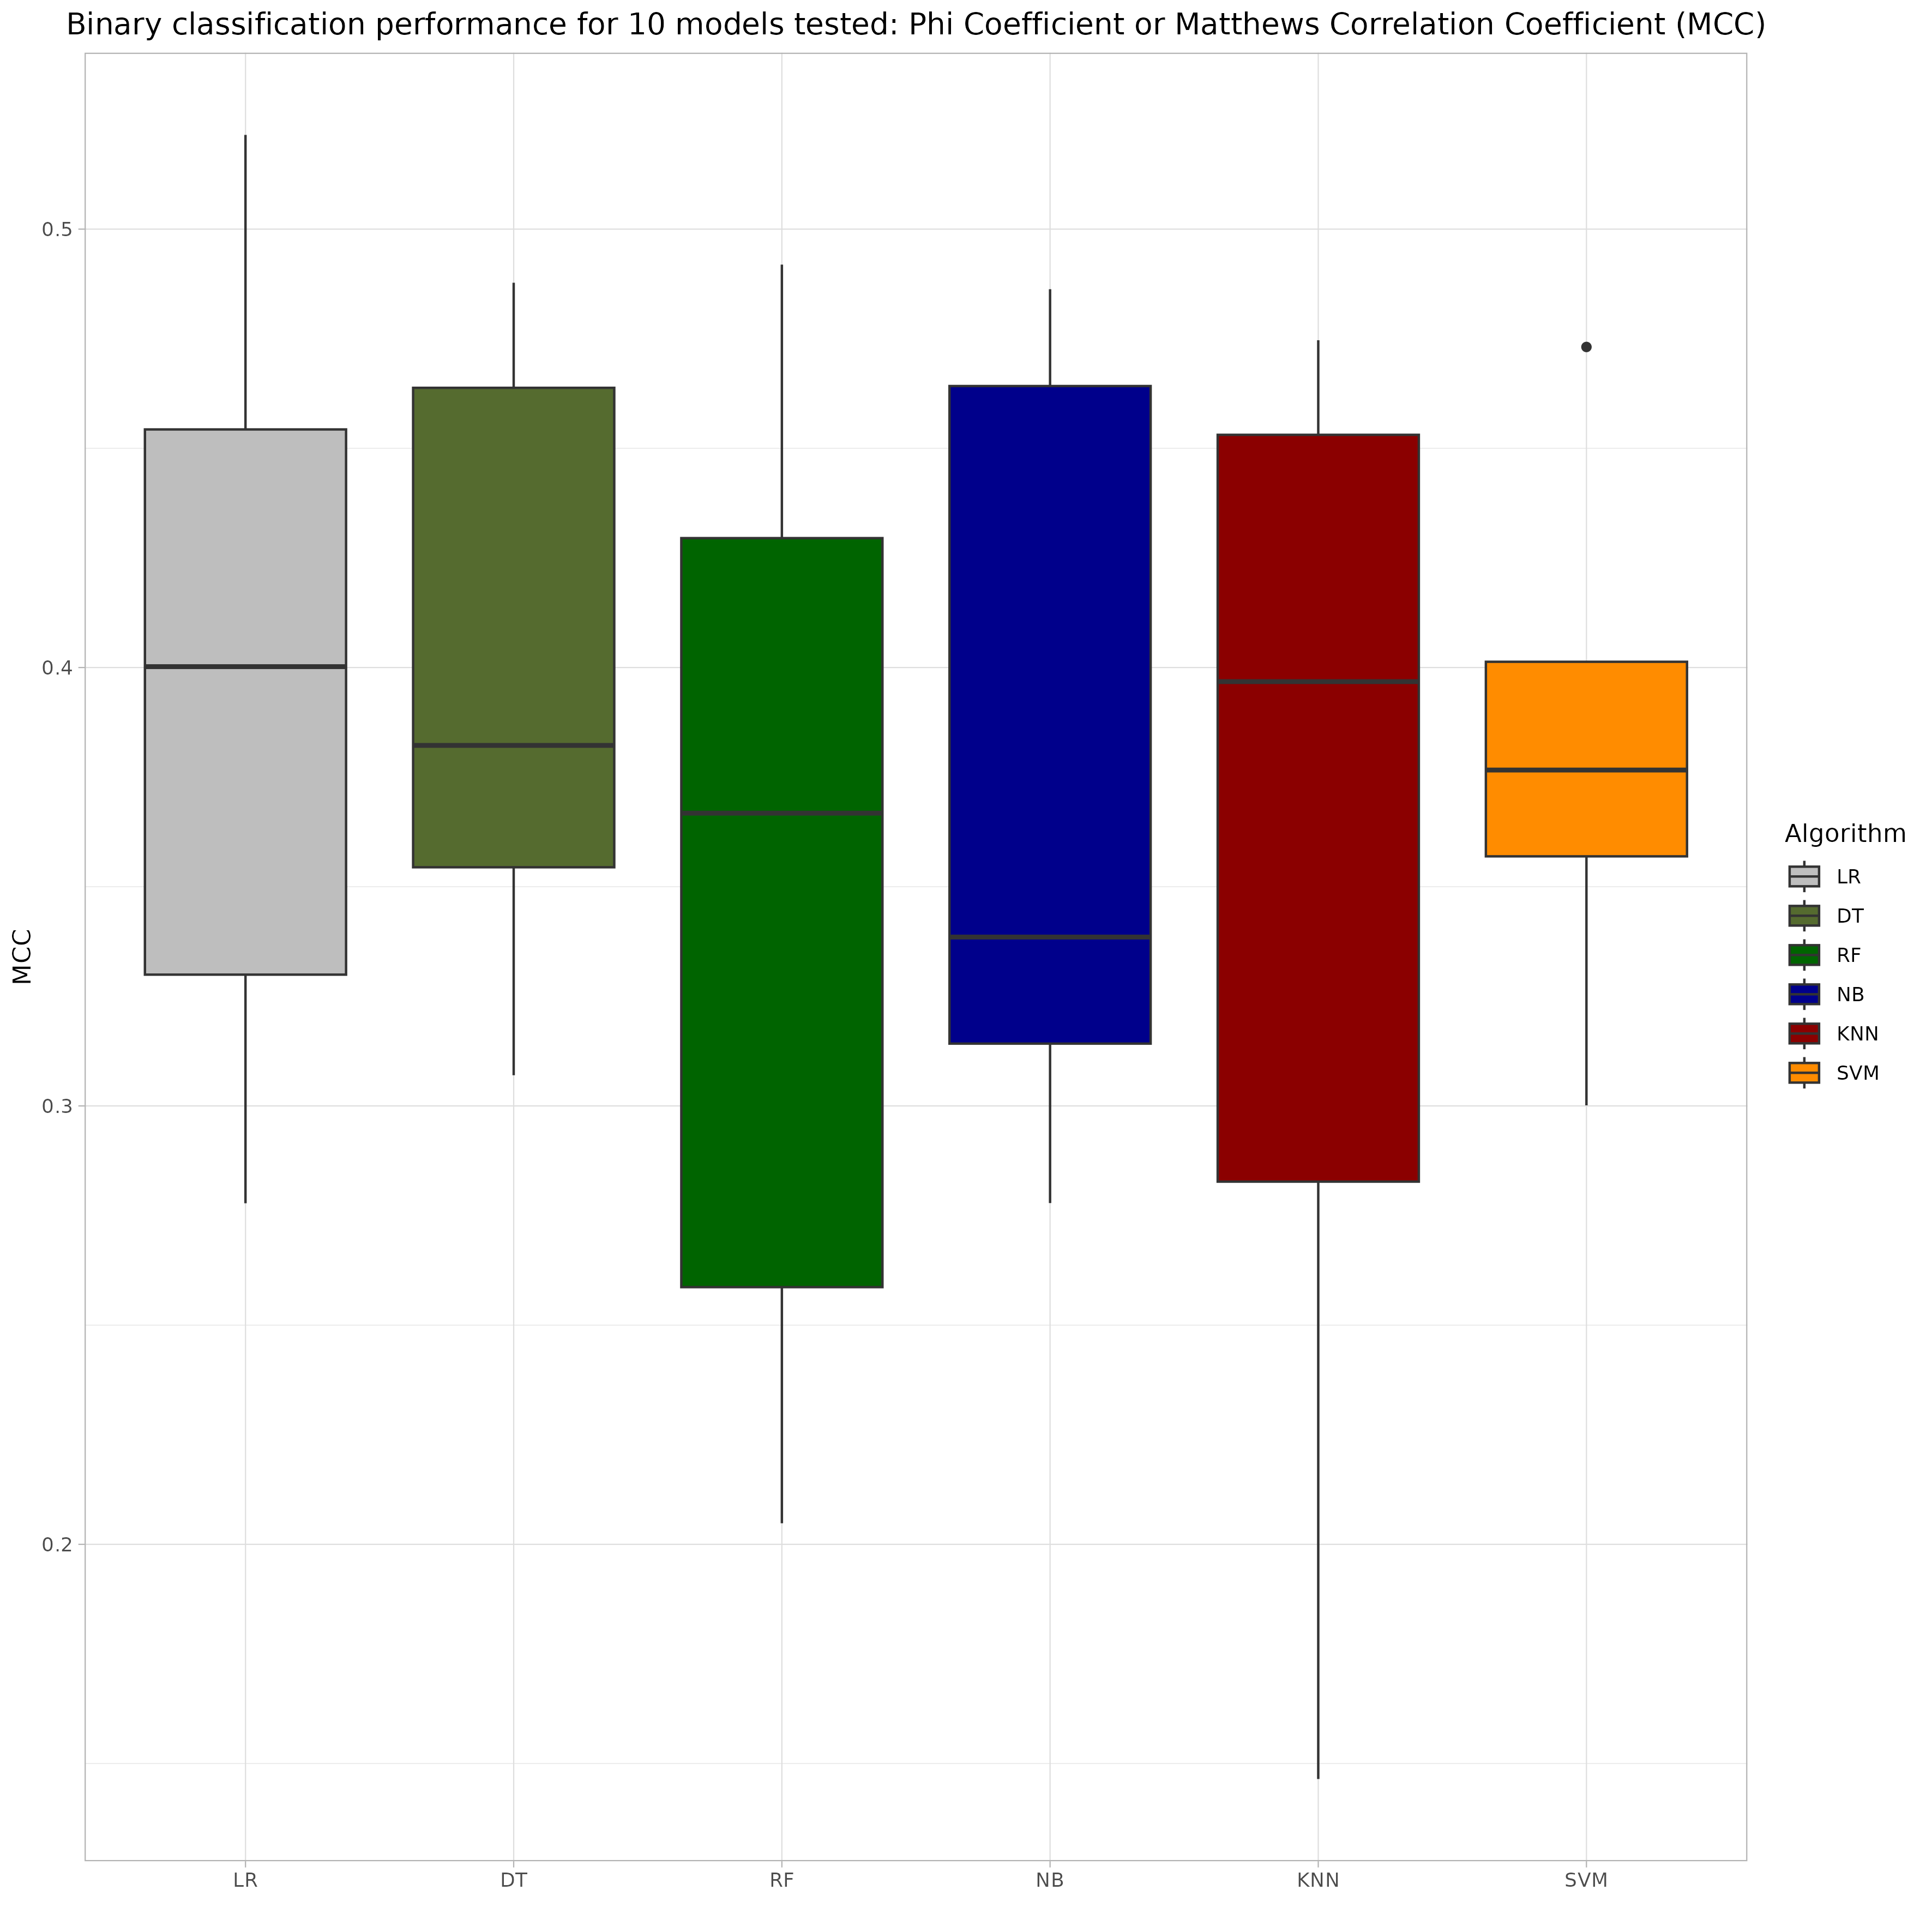 Binary classification performance for 10 models tested: Phi Coefficient or Matthews Correlation Coefficient (MCC)
0.5
0.4
0.3
0.2
MCC
LR
DT
RF
NB
KNN
SVM
Algorithm
LR
DT
RF
NB
KNN
SVM